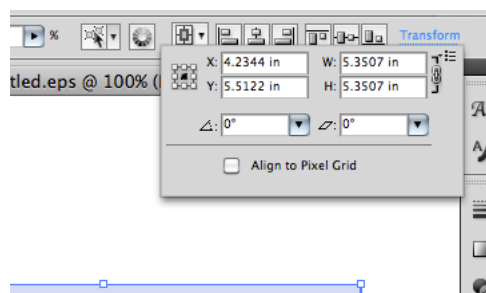 % Transform
X: 4.2344 in W: 5.3507 in
tled.eps @ 100% ( Y: 5.5122 in H: 5.3507 in
0° 0°
Align to Pixel Grid